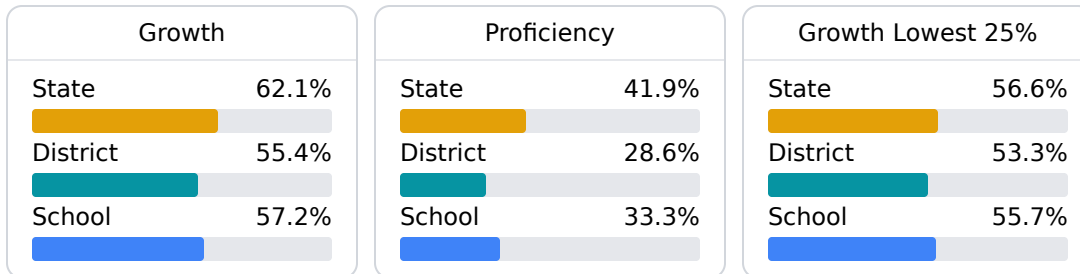 Growth
State 62.1%
District 55.4%
School 57.2%
Proficiency
State 41.9%
District 28.6%
School 33.3%
Growth Lowest 25%
State 56.6%
District 53.3%
School 55.7%